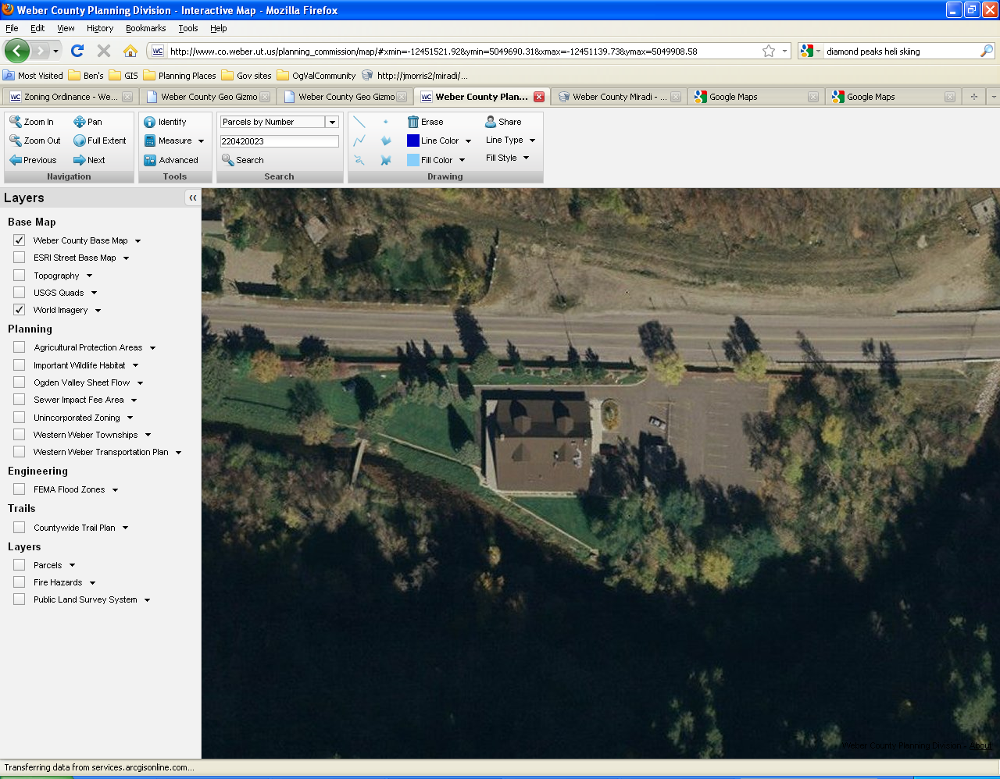 Weber County Planning Division - Interactive Map - Mozilla Firefox
File Edit View History Bookmarks Tools Help
WC http://www.co.weber.ut.us/planning_commission/map/#xmin=-12451521.92&ymin=5049690.31&xmax=-12451139.73&ymax=5049908.58 diamond peaks heli skiing
Most Visited Ben's GIS Planning Places Gov sites OgValCommunity http://jmorris2/miradi/...
WC Zoning Ordinance - We... Weber County Geo Gizmo Weber County Geo Gizmo WC Weber County Plan... Weber County Miradi - ... Google Maps Google Maps
Zoom In Pan Identify Parcels by Number Erase Share
Zoom Out Full Extent Measure 220420023 Line Color Line Type
Previous Next Advanced Search Fill Color Fill Style
Navigation Tools Search Drawing
Layers
Base Map
Weber County Base Map
ESRI Street Base Map
Topography
USGS Quads
World Imagery
Planning
Agricultural Protection Areas
Important Wildlife Habitat
Ogden Valley Sheet Flow
Sewer Impact Fee Area
Unincorporated Zoning
Western Weber Townships
Western Weber Transportation Plan
Engineering
FEMA Flood Zones
Trails
Countywide Trail Plan
Layers
Parcels
Fire Hazards
Public Land Survey System
Weber County Planning Division - About
Transferring data from services.arcgisonline.com...